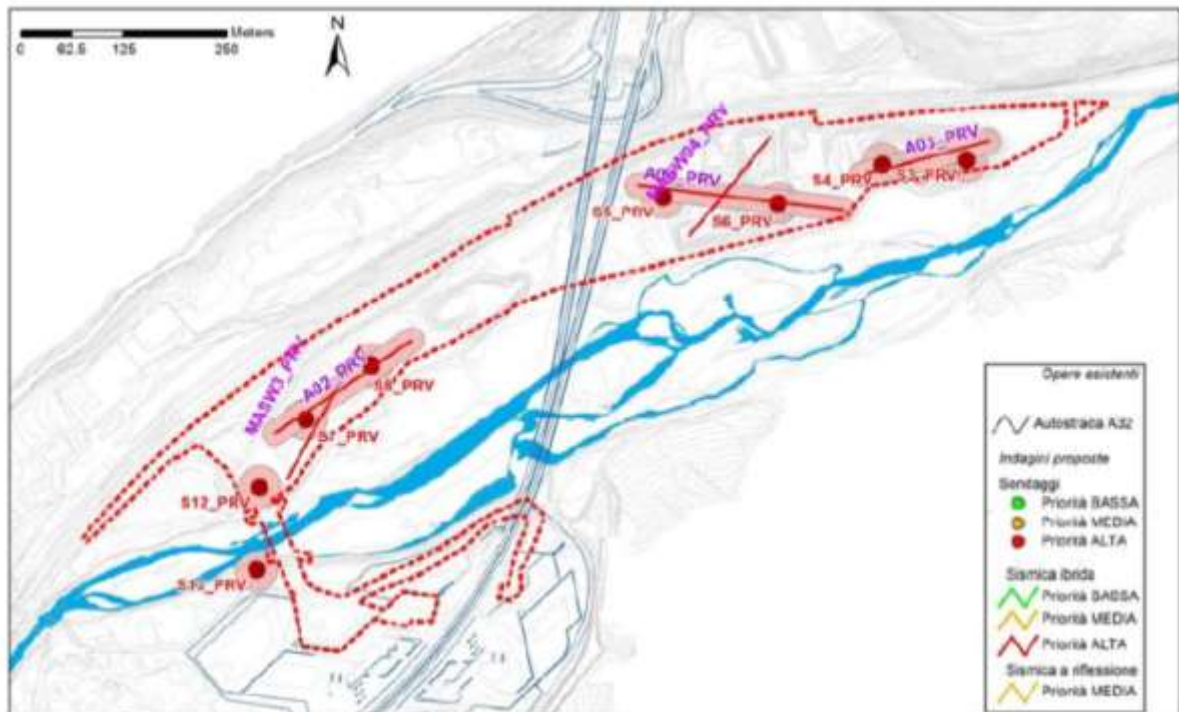 Meters
0 62.5 125 250
N
A03_PRV
S4_PRV
S3_PRV
S5_PRV
S6_PRV
MASW3_PRV
A02_PRV
S7_PRV
S12_PRV
Opere esistenti
Autostrada A32
Indagini proposte
Sondaggi
Priorità BASSA
Priorità MEDIA
Priorità ALTA
Sismica ibrida
Priorità BASSA
Priorità MEDIA
Priorità ALTA
Sismica a riflessione
Priorità MEDIA